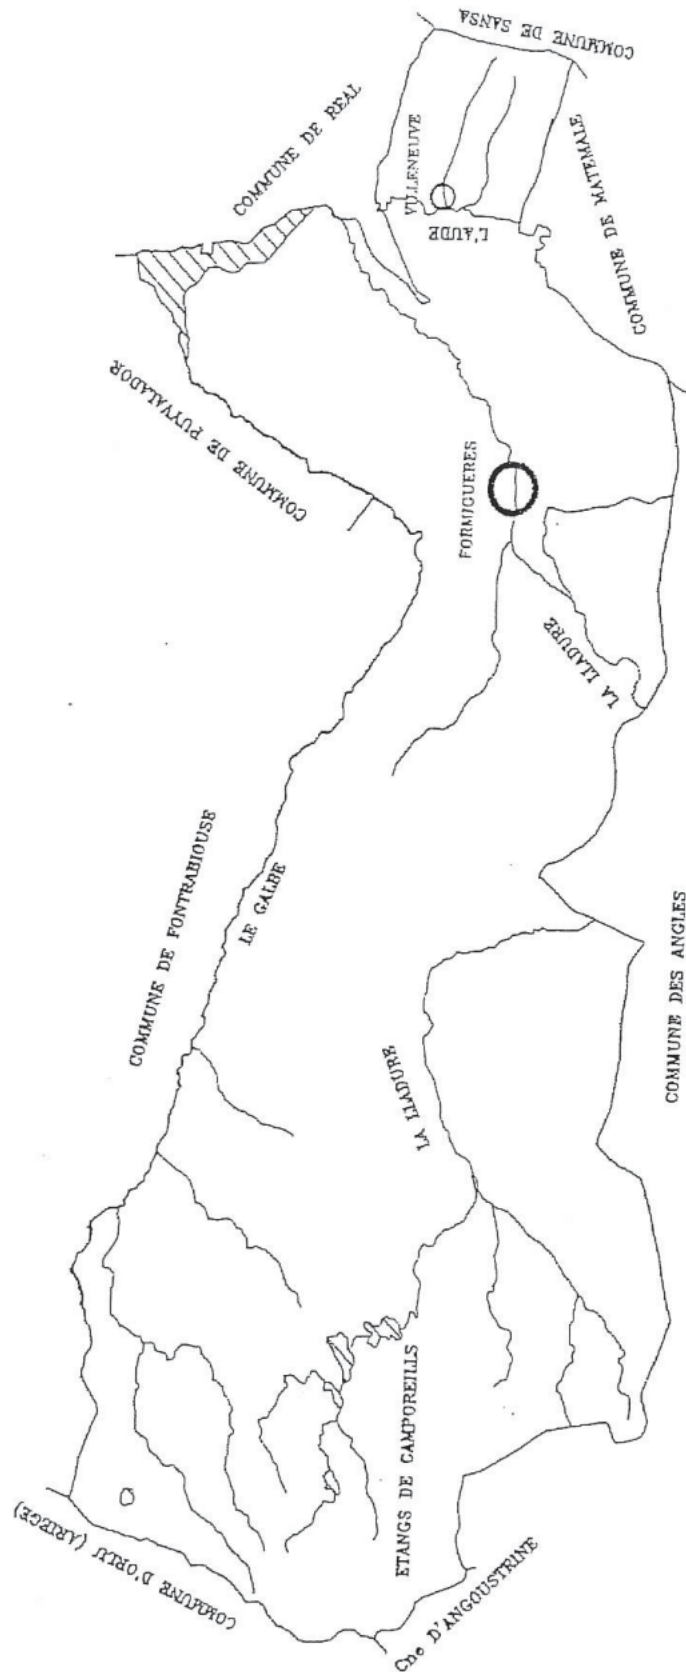 COMMUNE DE SANSA
COMMUNE DE REAL
VILLENEUVE
L'AUDE
COMMUNE DE MATEMALE
COMMUNE DE PUYVALADOR
FORMIGUERES
LA LLADURE
COMMUNE DE FONTRABIOUSE
LE GALBE
COMMUNE DES ANGLES
LA LLADURE
ETANGS DE CAMPOREILLS
COMMUNE D'ORLU (ARIEGE)
Cne D'ANGOUSTRINE